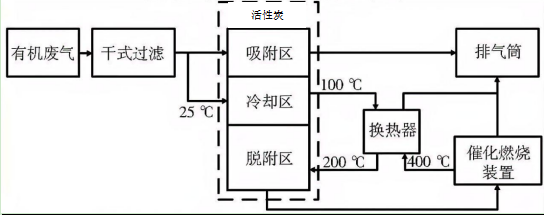 活性炭
有机废气
干式过滤
吸附区
排气筒
25 ℃
冷却区
100 ℃
换热器
脱附区
200 ℃
400 ℃
催化燃烧
装置